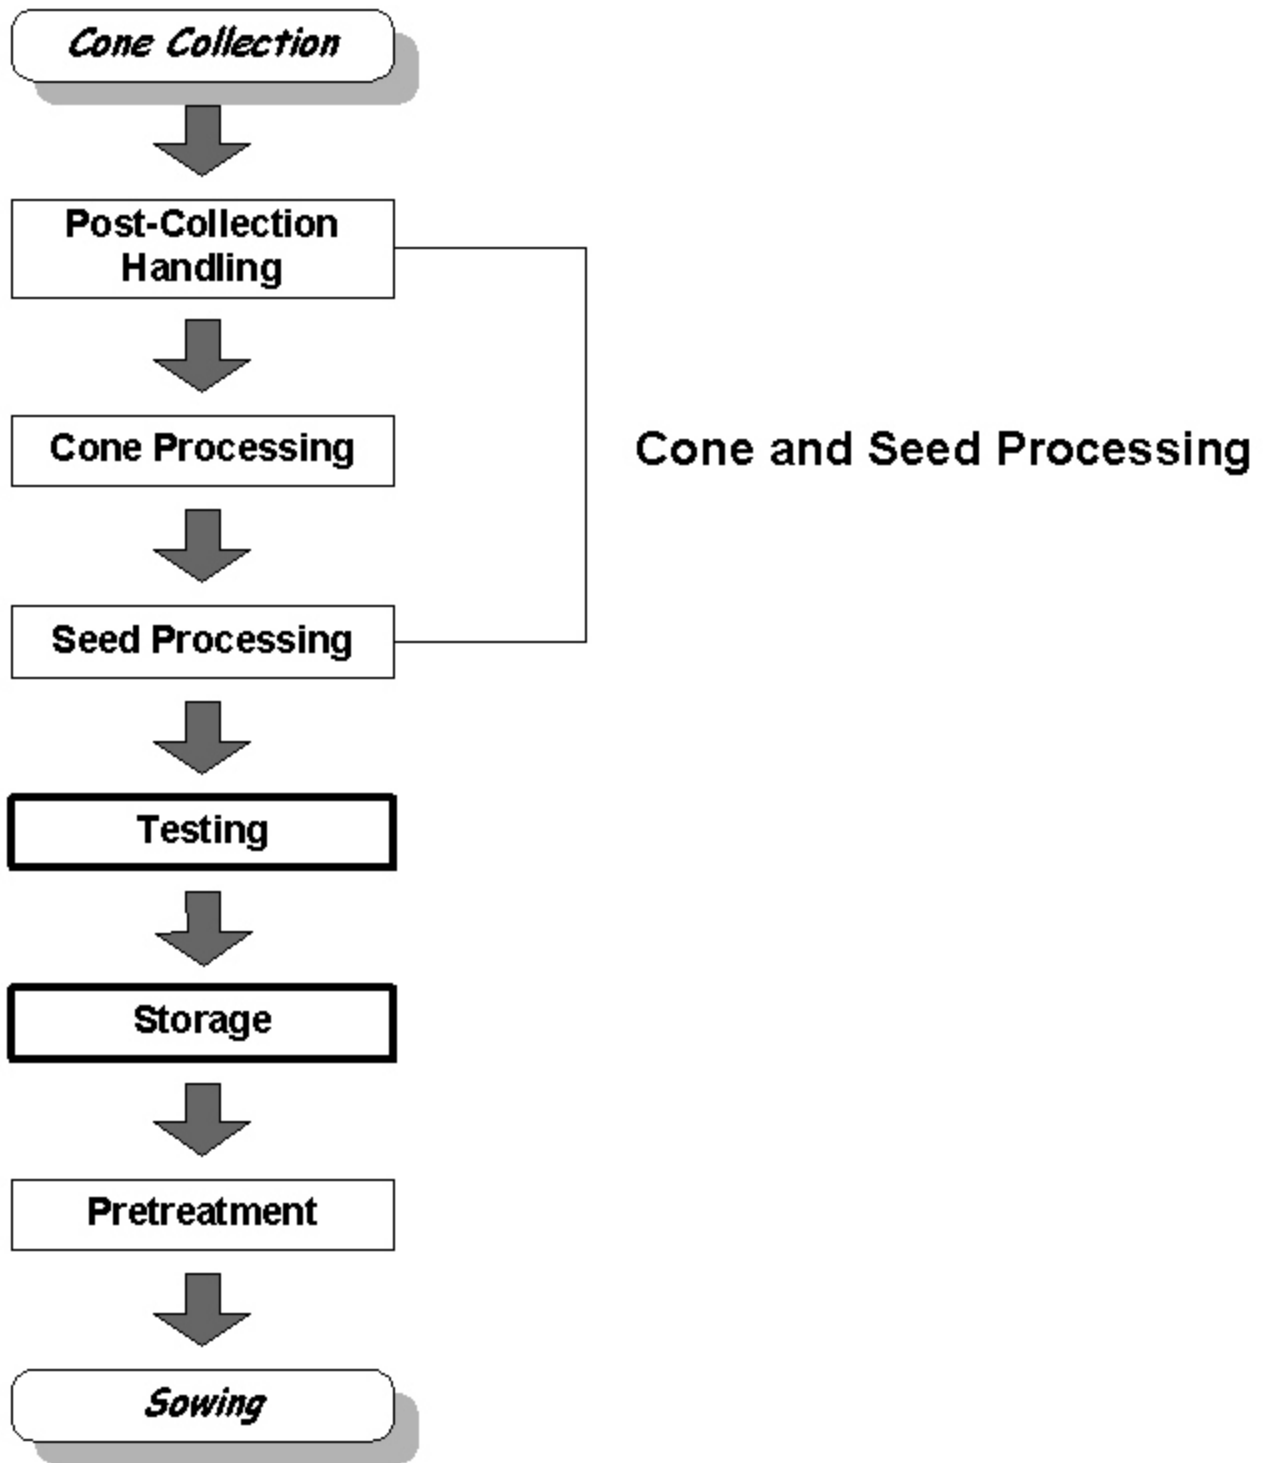 Cone Collection
Post-Collection
Handling
Cone Processing
Cone and Seed Processing
Seed Processing
Testing
Storage
Pretreatment
Sowing